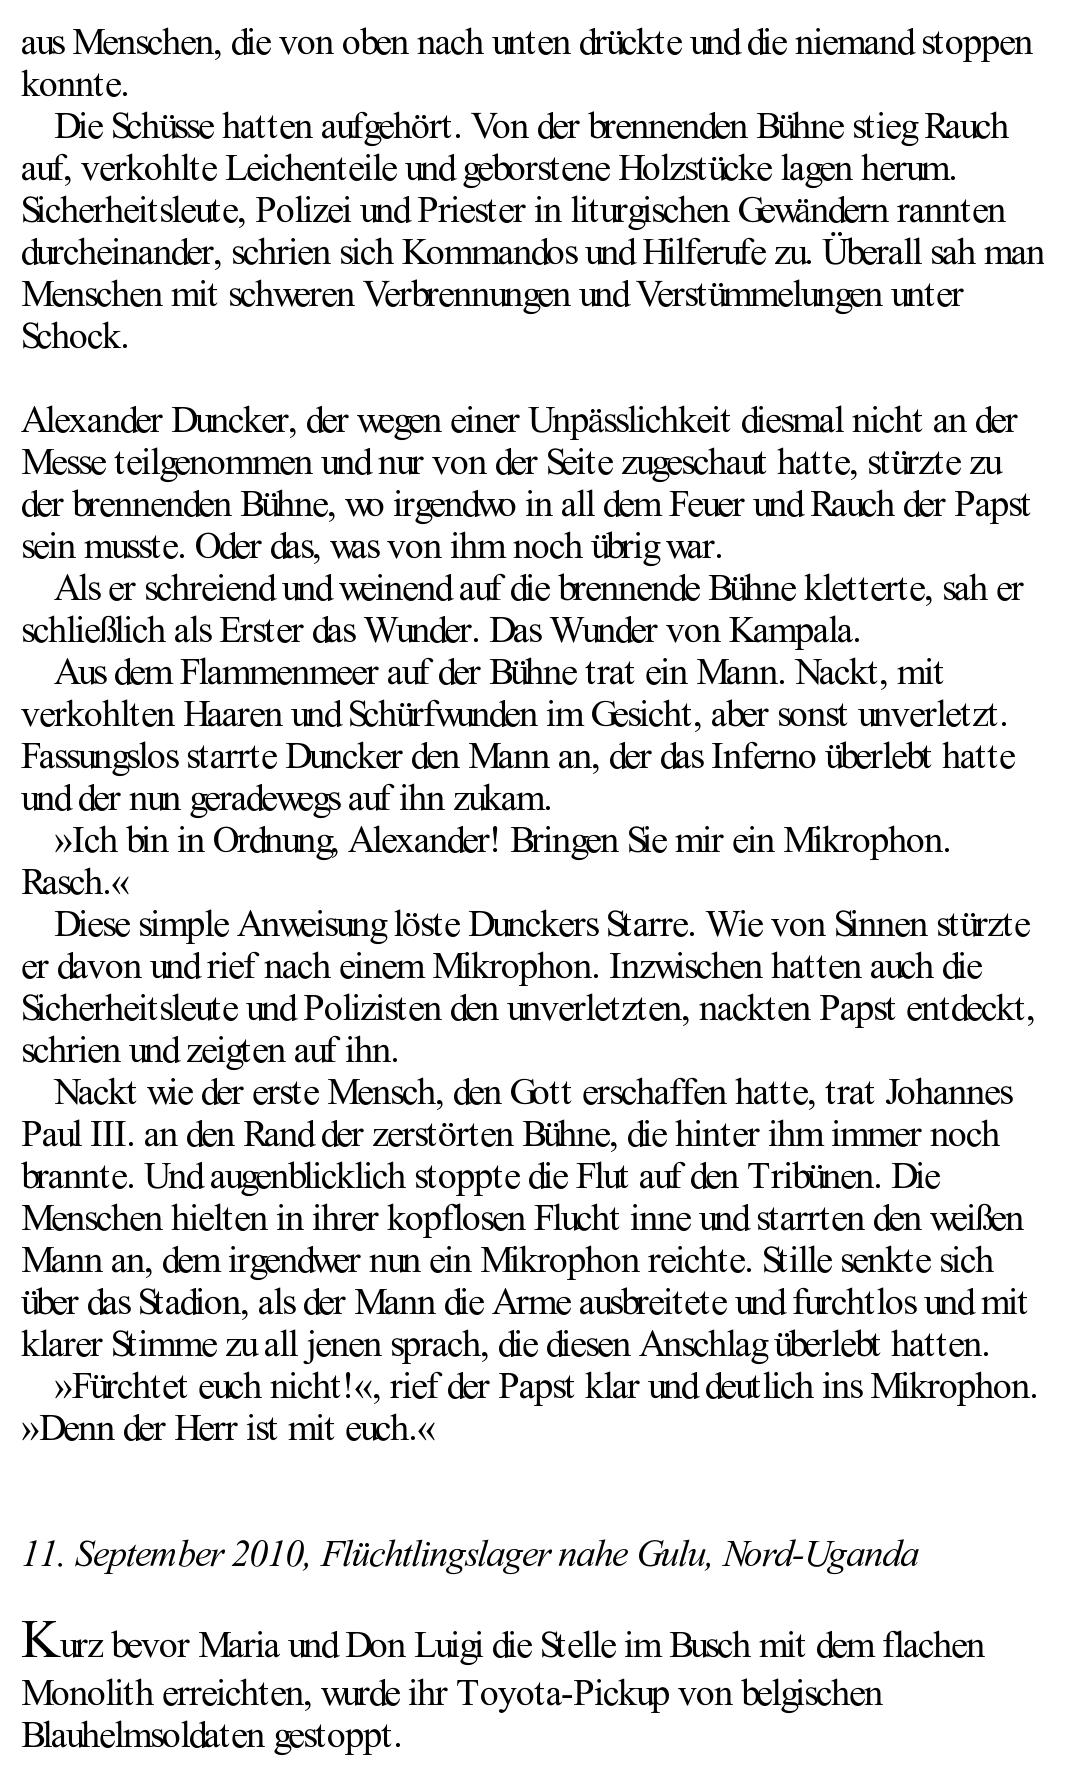 aus Menschen, die von oben nach unten drückte und die niemand stoppen
konnte.
Die Schüsse hatten aufgehört. Von der brennenden Bühne stieg Rauch
auf, verkohlte Leichenteile und geborstene Holzstücke lagen herum.
Sicherheitsleute, Polizei und Priester in liturgischen Gewändern rannten
durcheinander, schrien sich Kommandos und Hilferufe zu. Überall sah man
Menschen mit schweren Verbrennungen und Verstümmelungen unter
Schock.
Alexander Duncker, der wegen einer Unpässlichkeit diesmal nicht an der
Messe teilgenommen und nur von der Seite zugeschaut hatte, stürzte zu
der brennenden Bühne, wo irgendwo in all dem Feuer und Rauch der Papst
sein musste. Oder das, was von ihm noch übrig war.
Als er schreiend und weinend auf die brennende Bühne kletterte, sah er
schließlich als Erster das Wunder. Das Wunder von Kampala.
Aus dem Flammenmeer auf der Bühne trat ein Mann. Nackt, mit
verkohlten Haaren und Schürfwunden im Gesicht, aber sonst unverletzt.
Fassungslos starrte Duncker den Mann an, der das Inferno überlebt hatte
und der nun geradewegs auf ihn zukam.
»Ich bin in Ordnung, Alexander! Bringen Sie mir ein Mikrophon.
Rasch.«
Diese simple Anweisung löste Dunckers Starre. Wie von Sinnen stürzte
er davon und rief nach einem Mikrophon. Inzwischen hatten auch die
Sicherheitsleute und Polizisten den unverletzten, nackten Papst entdeckt,
schrien und zeigten auf ihn.
Nackt wie der erste Mensch, den Gott erschaffen hatte, trat Johannes
Paul III. an den Rand der zerstörten Bühne, die hinter ihm immer noch
brannte. Und augenblicklich stoppte die Flut auf den Tribünen. Die
Menschen hielten in ihrer kopflosen Flucht inne und starrten den weißen
Mann an, dem irgendwer nun ein Mikrophon reichte. Stille senkte sich
über das Stadion, als der Mann die Arme ausbreitete und furchtlos und mit
klarer Stimme zu all jenen sprach, die diesen Anschlag überlebt hatten.
»Fürchtet euch nicht!«, rief der Papst klar und deutlich ins Mikrophon.
»Denn der Herr ist mit euch.«
11. September 2010, Flüchtlingslager nahe Gulu, Nord-Uganda
Kurz bevor Maria und Don Luigi die Stelle im Busch mit dem flachen
Monolith erreichten, wurde ihr Toyota-Pickup von belgischen
Blauhelmsoldaten gestoppt.